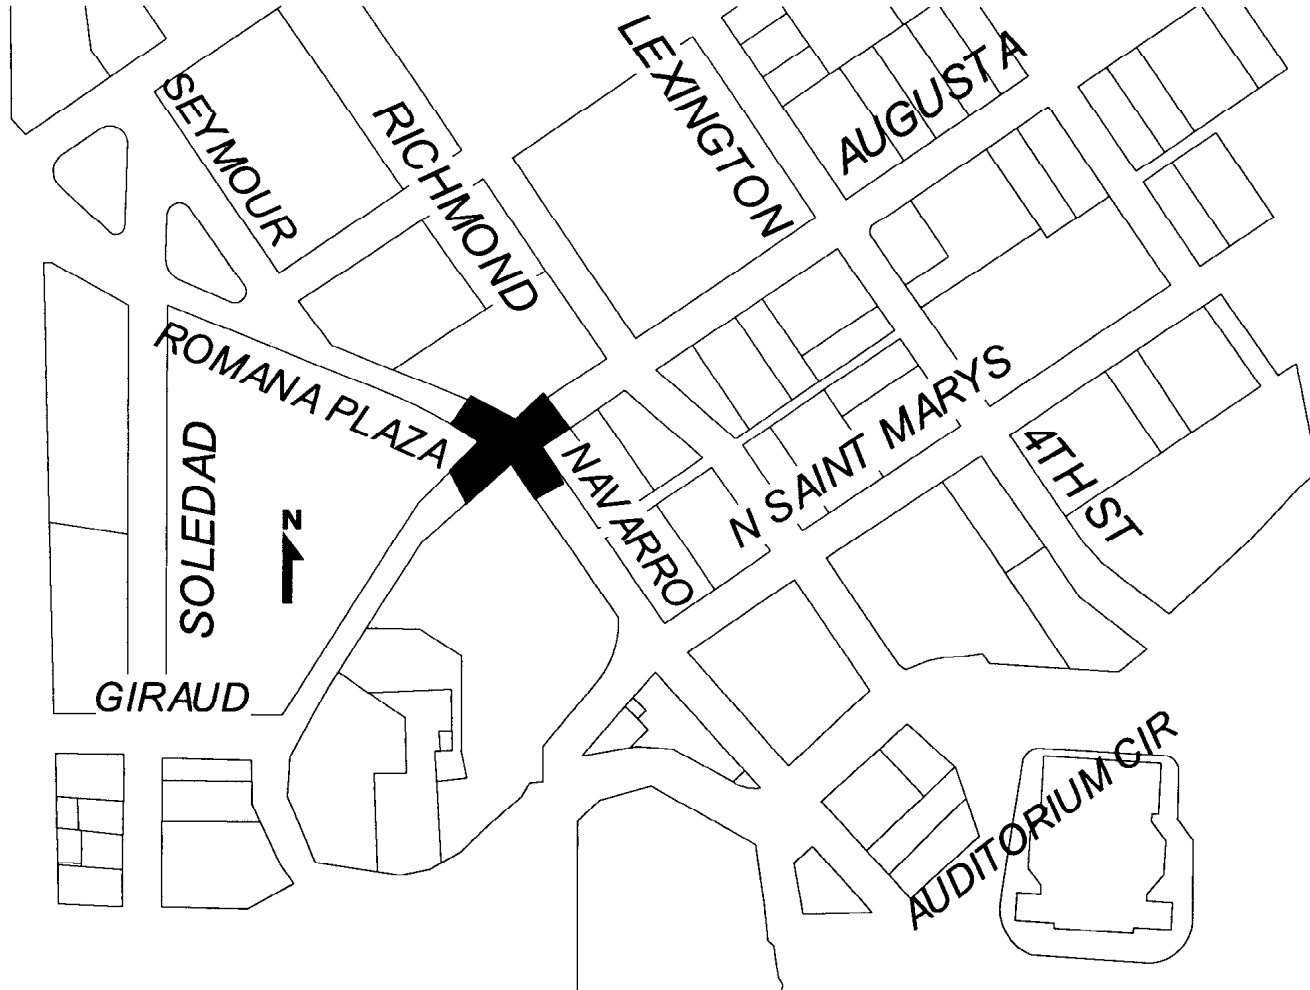 LEXINGTON
AUGUSTA
SEYMOUR
RICHMOND
ROMANA PLAZA
NAVARRO
N SAINT MARYS
4TH ST
SOLEDAD
N
GIRAUD
AUDITORIUM CIR